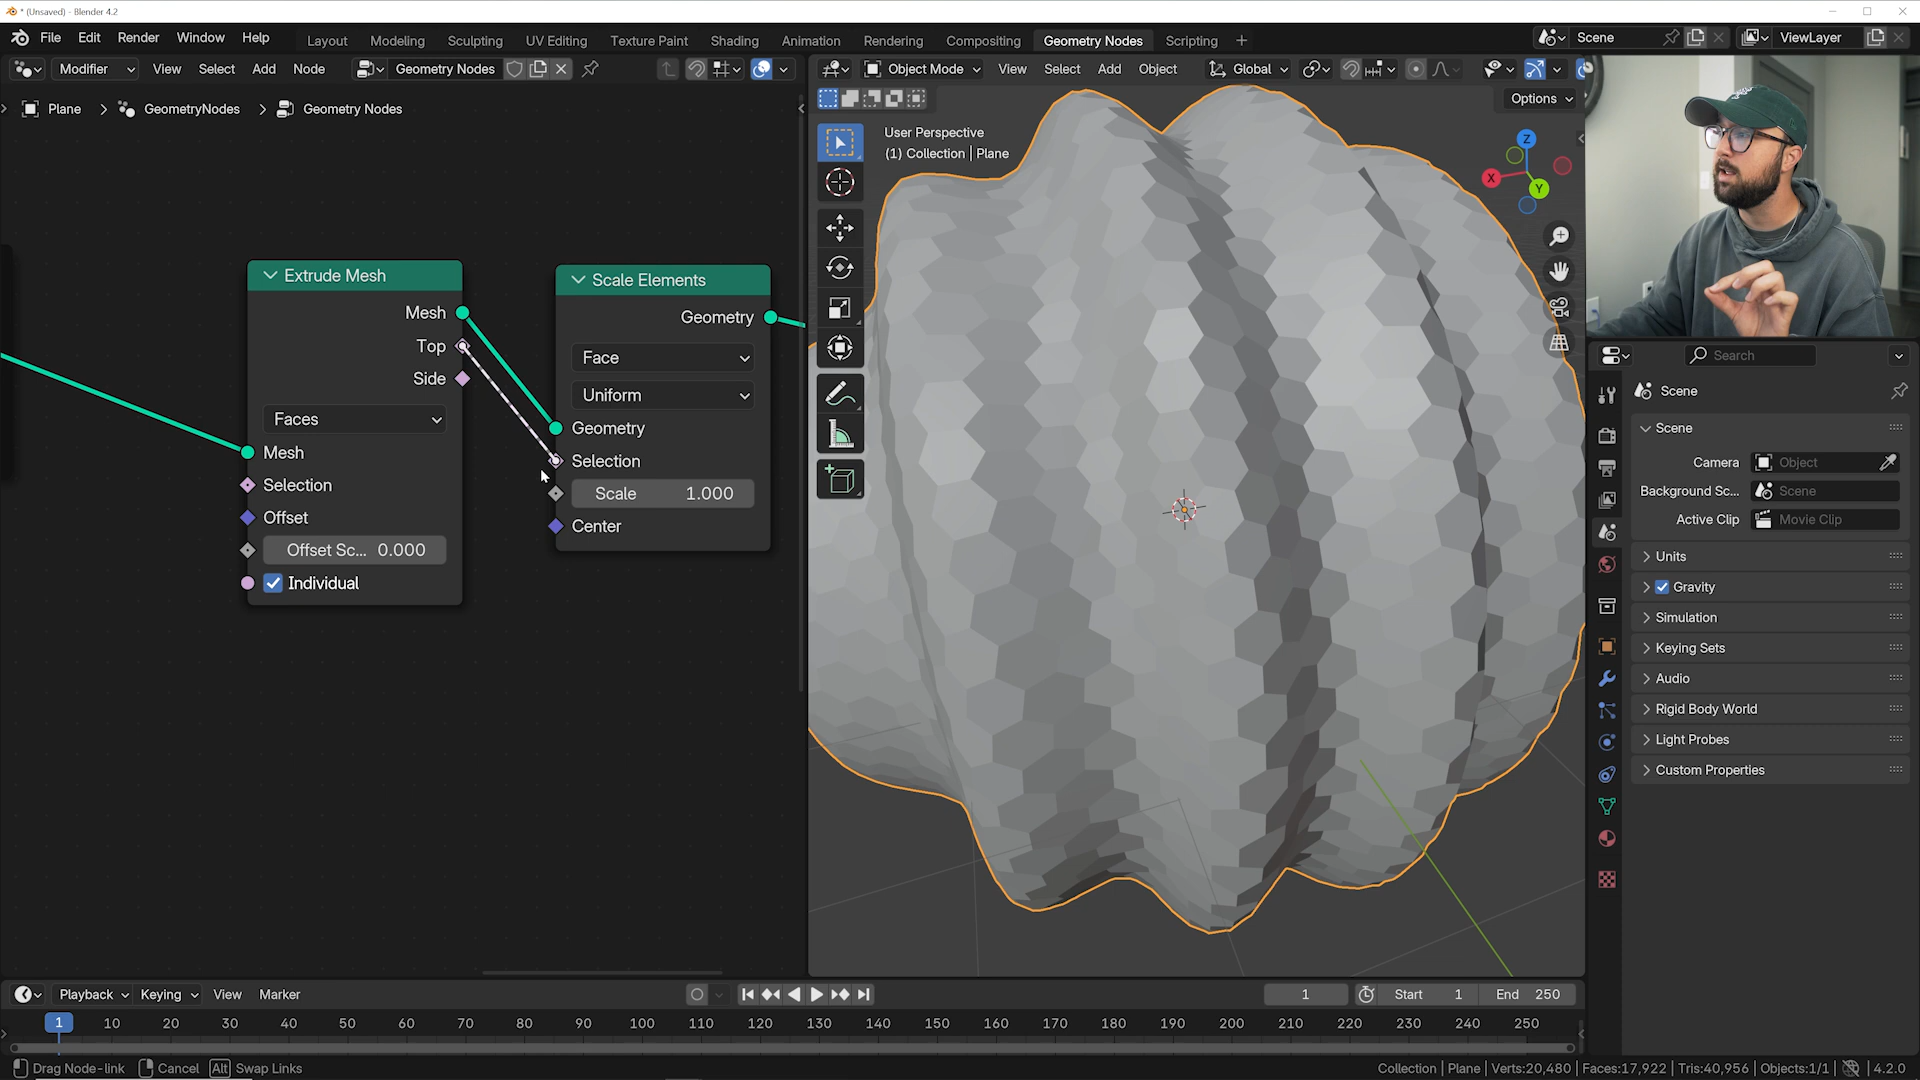 * (Unsaved) - Blender 4.2
File Edit Render Window Help
Layout Modeling Sculpting UV Editing Texture Paint Shading Animation Rendering Compositing Geometry Nodes Scripting
Scene
ViewLayer
Modifier View Select Add Node Geometry Nodes
Object Mode View Select Add Object Global
Options
Plane GeometryNodes Geometry Nodes
User Perspective
(1) Collection | Plane
Z
X
Y
Extrude Mesh
Mesh
Top
Side
Faces
Mesh
Selection
Offset
Offset Sc... 0.000
Individual
Scale Elements
Geometry
Face
Uniform
Geometry
Selection
Scale 1.000
Center
Search
Scene
Scene
Camera Object
Background Sc... Scene
Active Clip Movie Clip
Units
Gravity
Simulation
Keying Sets
Audio
Rigid Body World
Light Probes
Custom Properties
Playback Keying View Marker
1 Start 1 End 250
1 10 20 30 40 50 60 70 80 90 100 110 120 130 140 150 160 170 180 190 200 210 220 230 240 250
Drag Node-link Cancel Alt Swap Links
Collection | Plane | Verts:20,480 | Faces:17,922 | Tris:40,956 | Objects:1/1 | 4.2.0